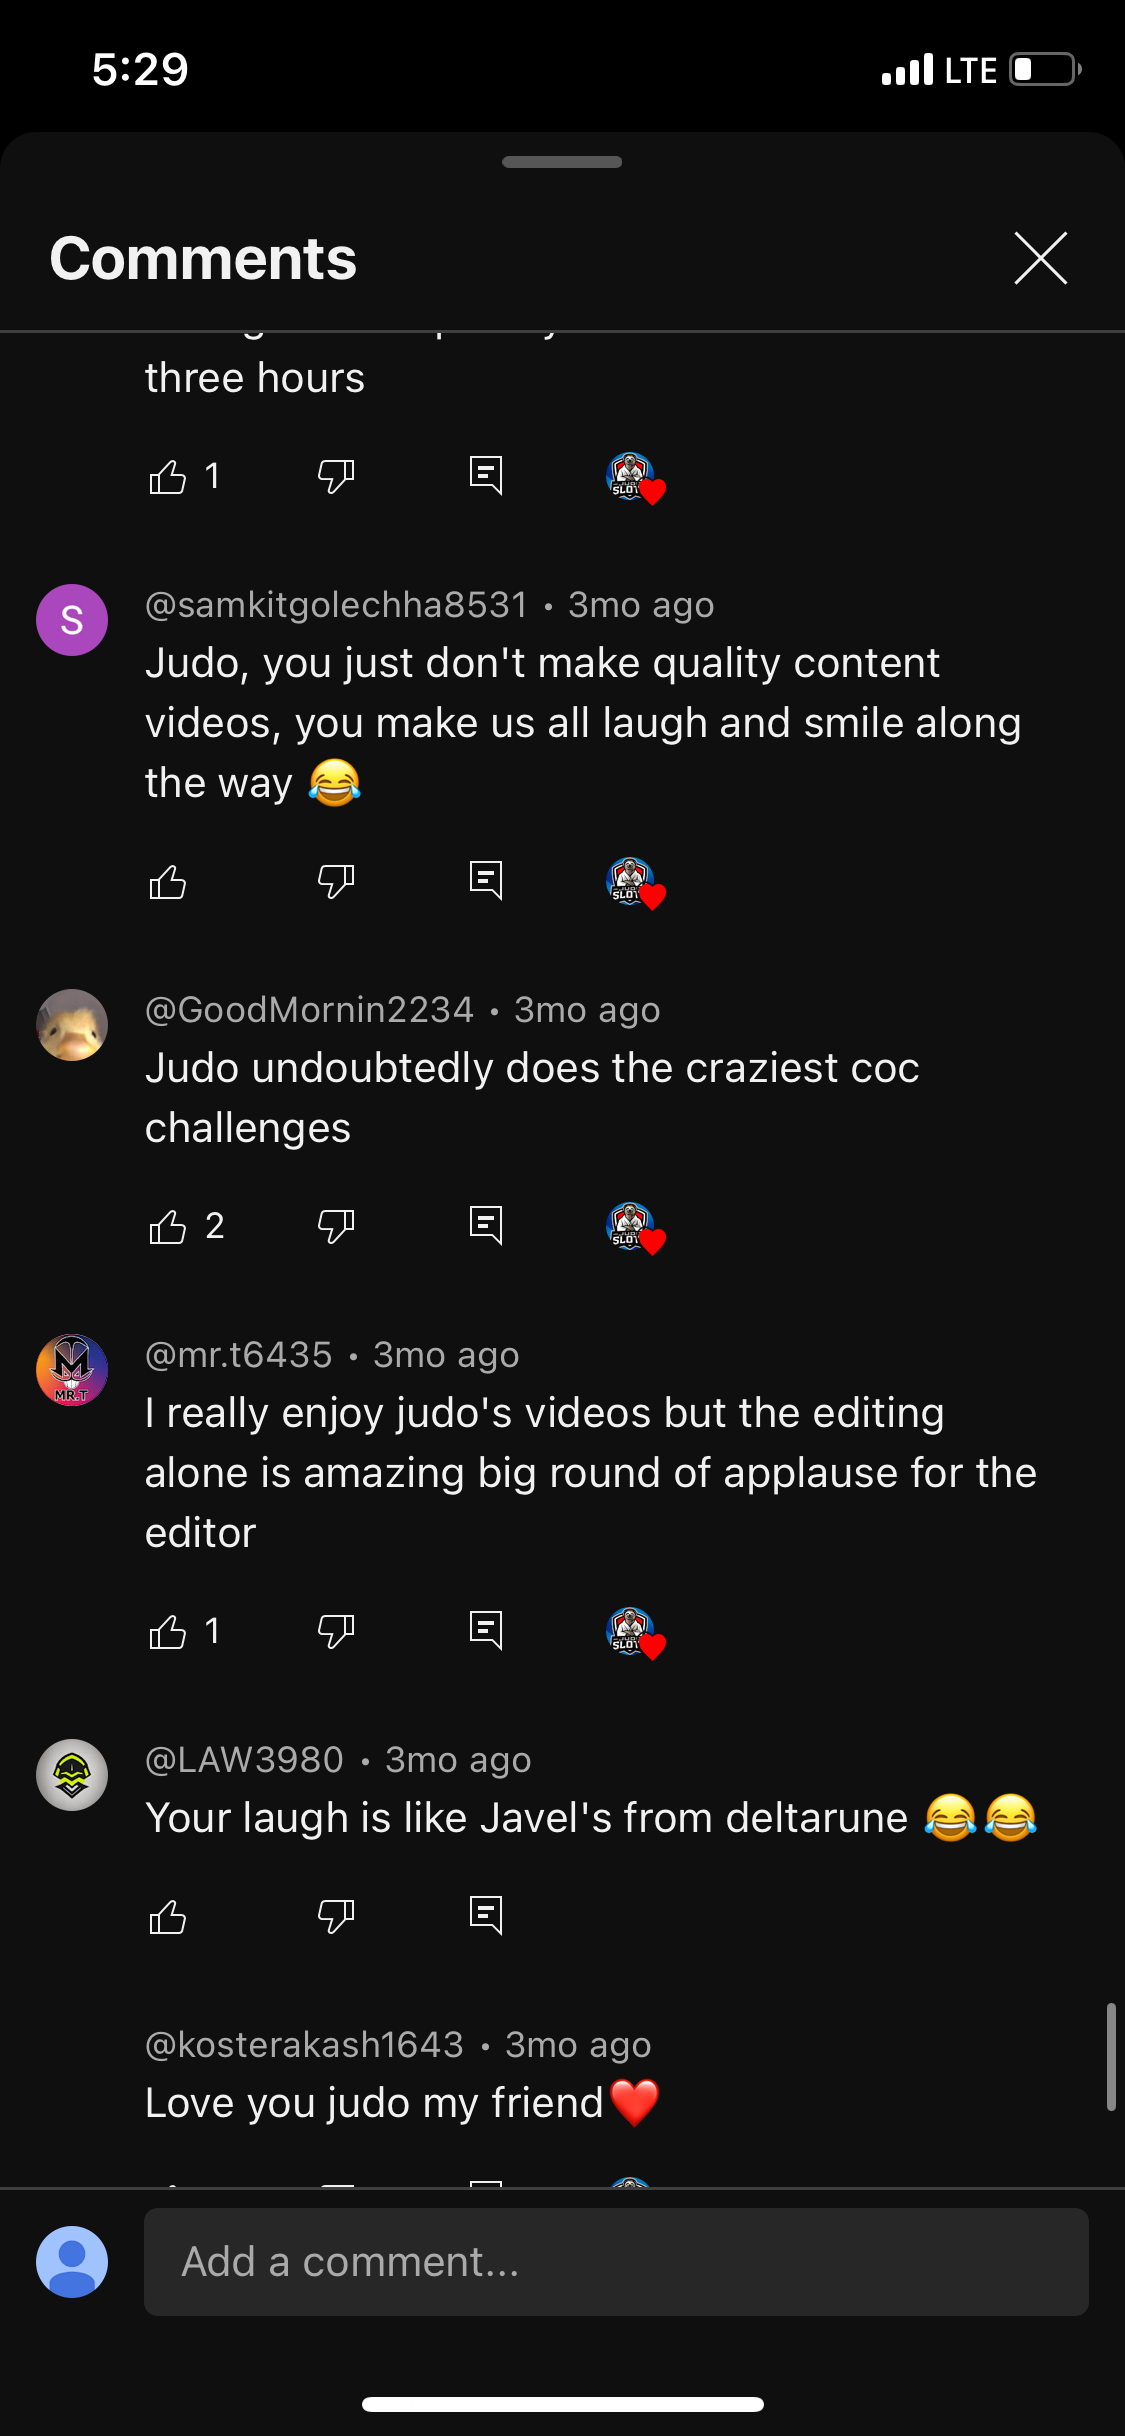 5:29
LTE
Comments
three hours
1
@samkitgolechha8531 • 3mo ago
Judo, you just don't make quality content
videos, you make us all laugh and smile along
the way 😂
@GoodMornin2234 • 3mo ago
Judo undoubtedly does the craziest coc
challenges
2
@mr.t6435 • 3mo ago
I really enjoy judo's videos but the editing
alone is amazing big round of applause for the
editor
1
@LAW3980 • 3mo ago
Your laugh is like Javel's from deltarune 😂😂
@kosterakash1643 • 3mo ago
Love you judo my friend❤️
Add a comment...
S
MR.T